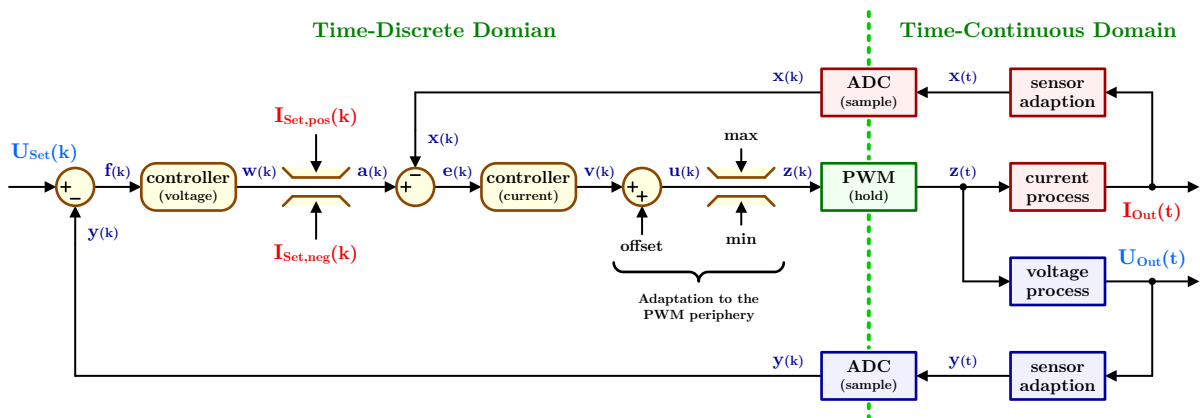 Time-Discrete Domian
Time-Continuous Domain
x(k)
ADC
(sample)
x(t)
sensor
adaption
I_Set,pos(k)
x(k)
max
U_Set(k)
f(k)
controller
(voltage)
w(k)
a(k)
e(k)
controller
(current)
v(k)
u(k)
z(k)
PWM
(hold)
z(t)
current
process
+
−
+
−
+
+
y(k)
I_Set,neg(k)
offset
min
I_Out(t)
U_Out(t)
voltage
process
Adaptation to the
PWM periphery
y(k)
ADC
(sample)
y(t)
sensor
adaption